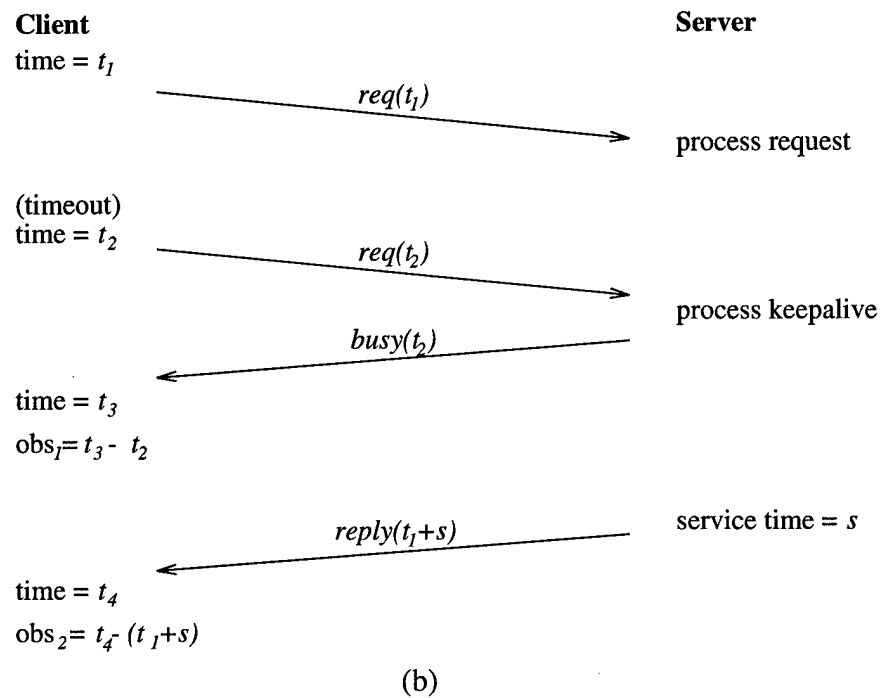 Client
Server
time = t1
req(t1)
process request
(timeout)
time = t2
req(t2)
process keepalive
busy(t2)
time = t3
obs1= t3 - t2
service time = s
reply(t1+s)
time = t4
obs2= t4- (t1+s)
(b)